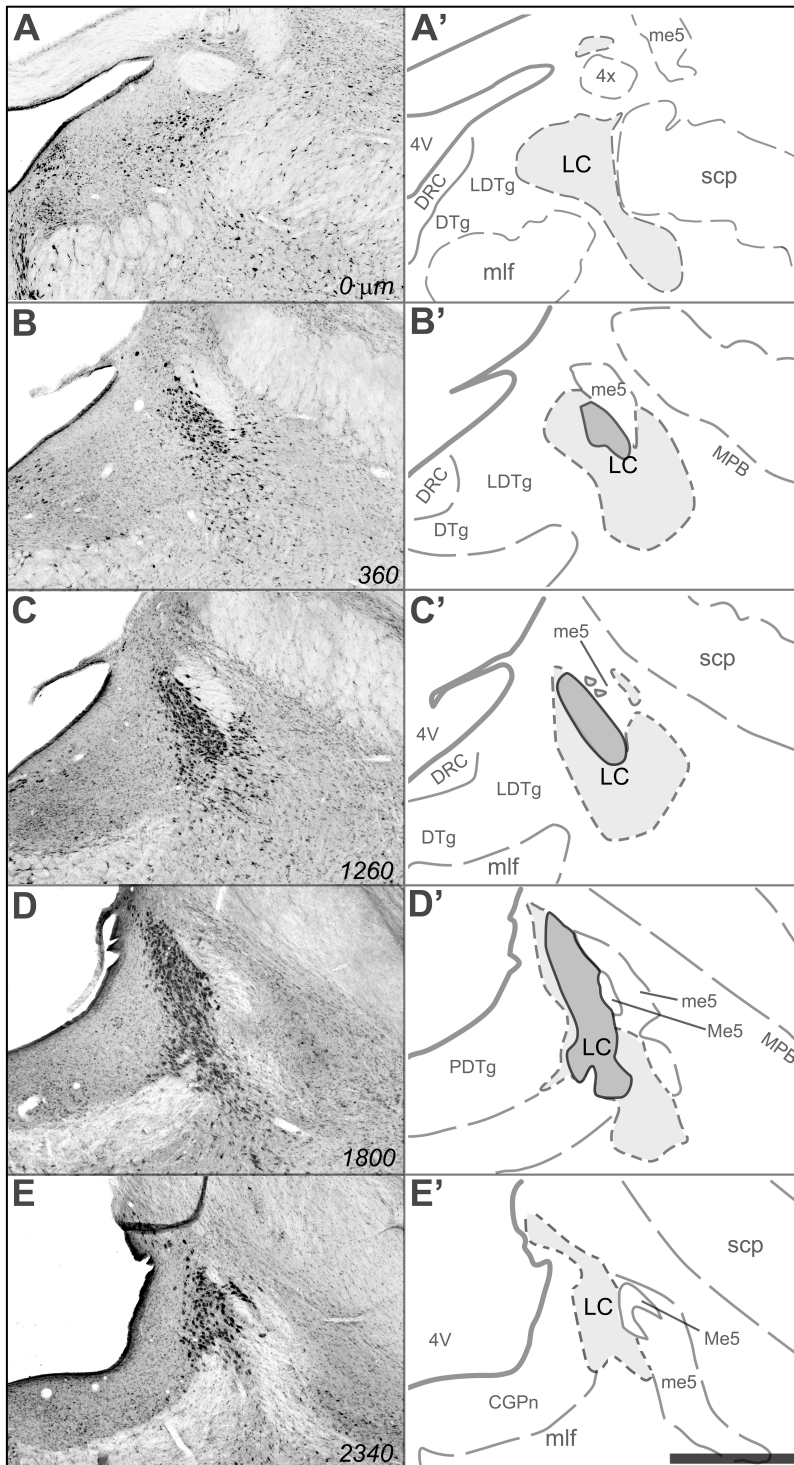 A
0 µm
A’
me5
4x
4V
LC
DRC
LDTg
scp
DTg
mlf
B
360
B’
me5
LC
MPB
DRC
LDTg
DTg
C
1260
C’
me5
scp
4V
DRC
LC
LDTg
DTg
mlf
D
1800
D’
me5
Me5
LC
MPB
PDTg
E
2340
E’
scp
LC
Me5
4V
me5
CGPn
mlf